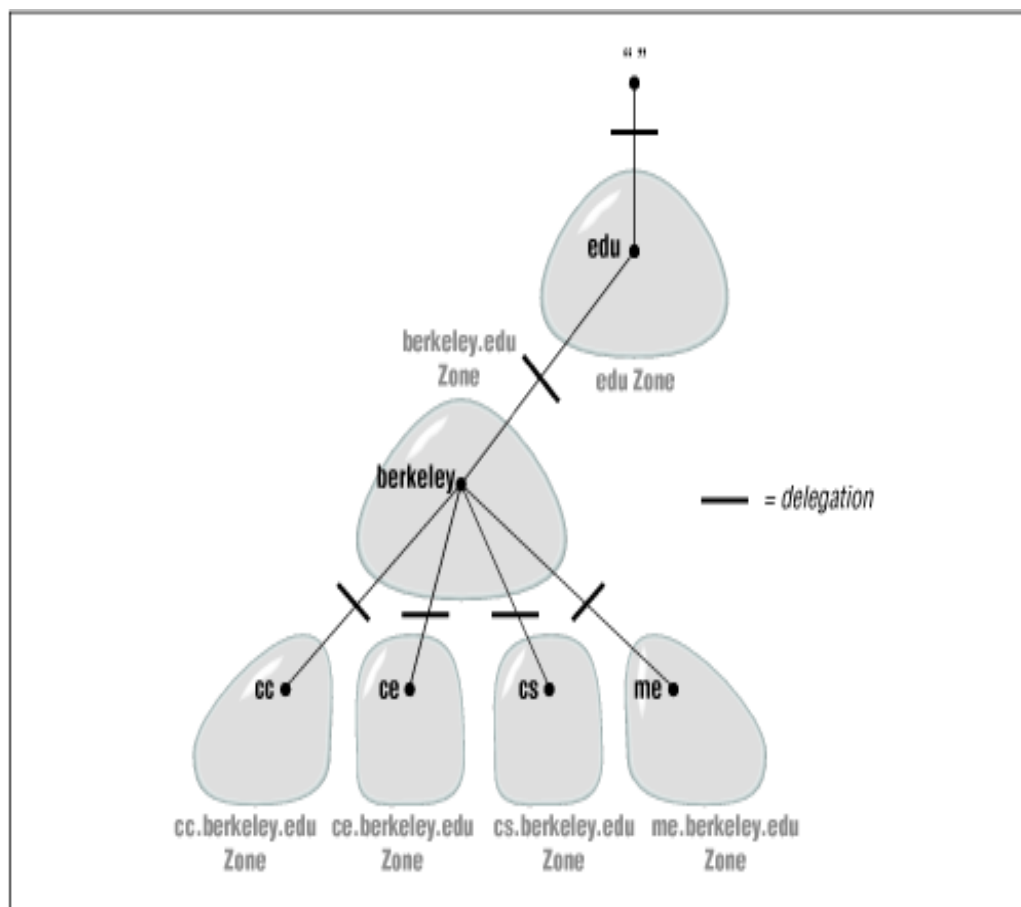 “ ”
edu
berkeley.edu
Zone
edu Zone
berkeley
= delegation
cc
ce
cs
me
cc.berkeley.edu
Zone
ce.berkeley.edu
Zone
cs.berkeley.edu
Zone
me.berkeley.edu
Zone